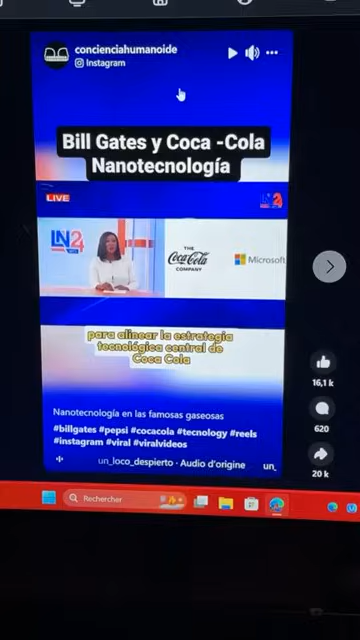 concienciahumanoide
Instagram
Bill Gates y Coca -Cola
Nanotecnología
LIVE
LN24
LN24
THE
Coca-Cola
COMPANY
Microsoft
para alinear la estrategia
tecnológica central de
Coca Cola
Nanotecnología en las famosas gaseosas
#billgates #pepsi #cocacola #tecnology #reels
#instagram #viral #viralvideos
un_loco_despierto · Audio d'origine
un_
16,1 k
620
20 k
Rechercher